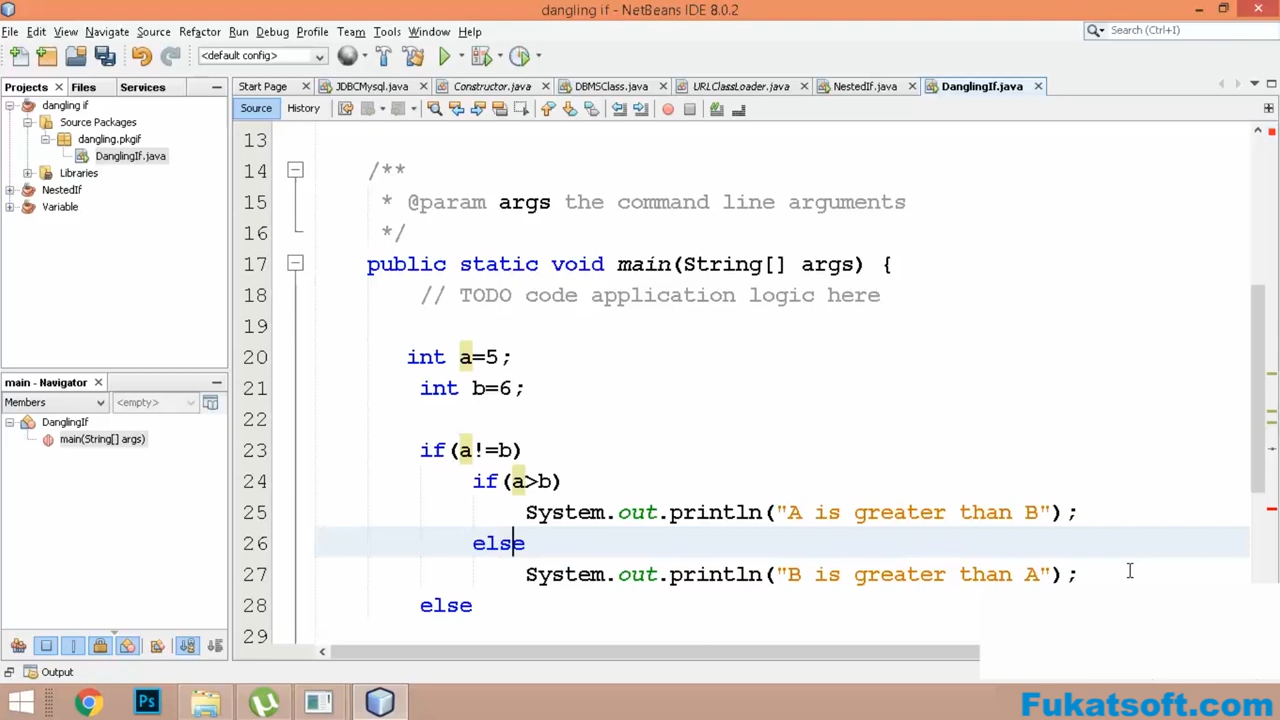 dangling if - NetBeans IDE 8.0.2
File Edit View Navigate Source Refactor Run Debug Profile Team Tools Window Help
Search (Ctrl+I)
<default config>
Projects Files Services
Start Page JDBCMysql.java Constructor.java DBMSClass.java URLClassLoader.java NestedIf.java DanglingIf.java
Source History
dangling if
Source Packages
dangling.pkgif
DanglingIf.java
Libraries
NestedIf
Variable
main - Navigator
Members <empty>
DanglingIf
main(String[] args)
13
14 /**
15 * @param args the command line arguments
16 */
17 public static void main(String[] args) {
18 // TODO code application logic here
19
20 int a=5;
21 int b=6;
22
23 if(a!=b)
24 if(a>b)
25 System.out.println("A is greater than B");
26 else
27 System.out.println("B is greater than A");
28 else
29
Output
Ps
Fukatsoft.com